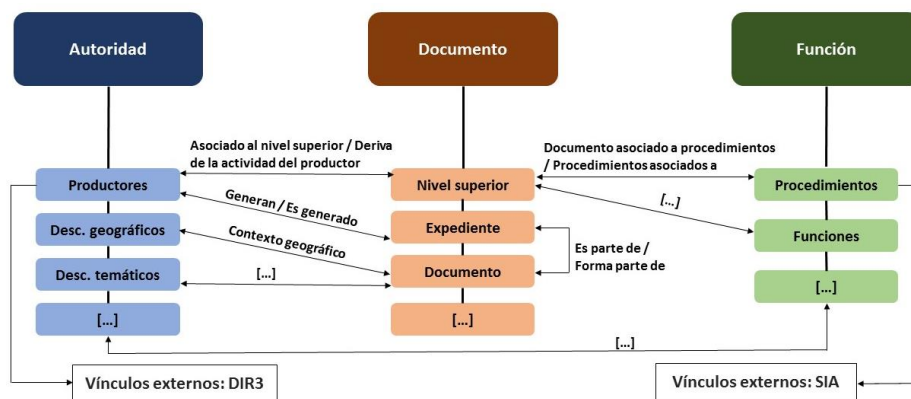 Autoridad
Documento
Función
Asociado al nivel superior / Deriva
de la actividad del productor
Documento asociado a procedimientos
/ Procedimientos asociados a
Productores
Nivel superior
Procedimientos
Generan / Es generado
[...]
Desc. geográficos
Expediente
Funciones
Contexto geográfico
Es parte de /
Forma parte de
Desc. temáticos
[...]
Documento
[...]
[...]
[...]
[...]
Vínculos externos: DIR3
Vínculos externos: SIA